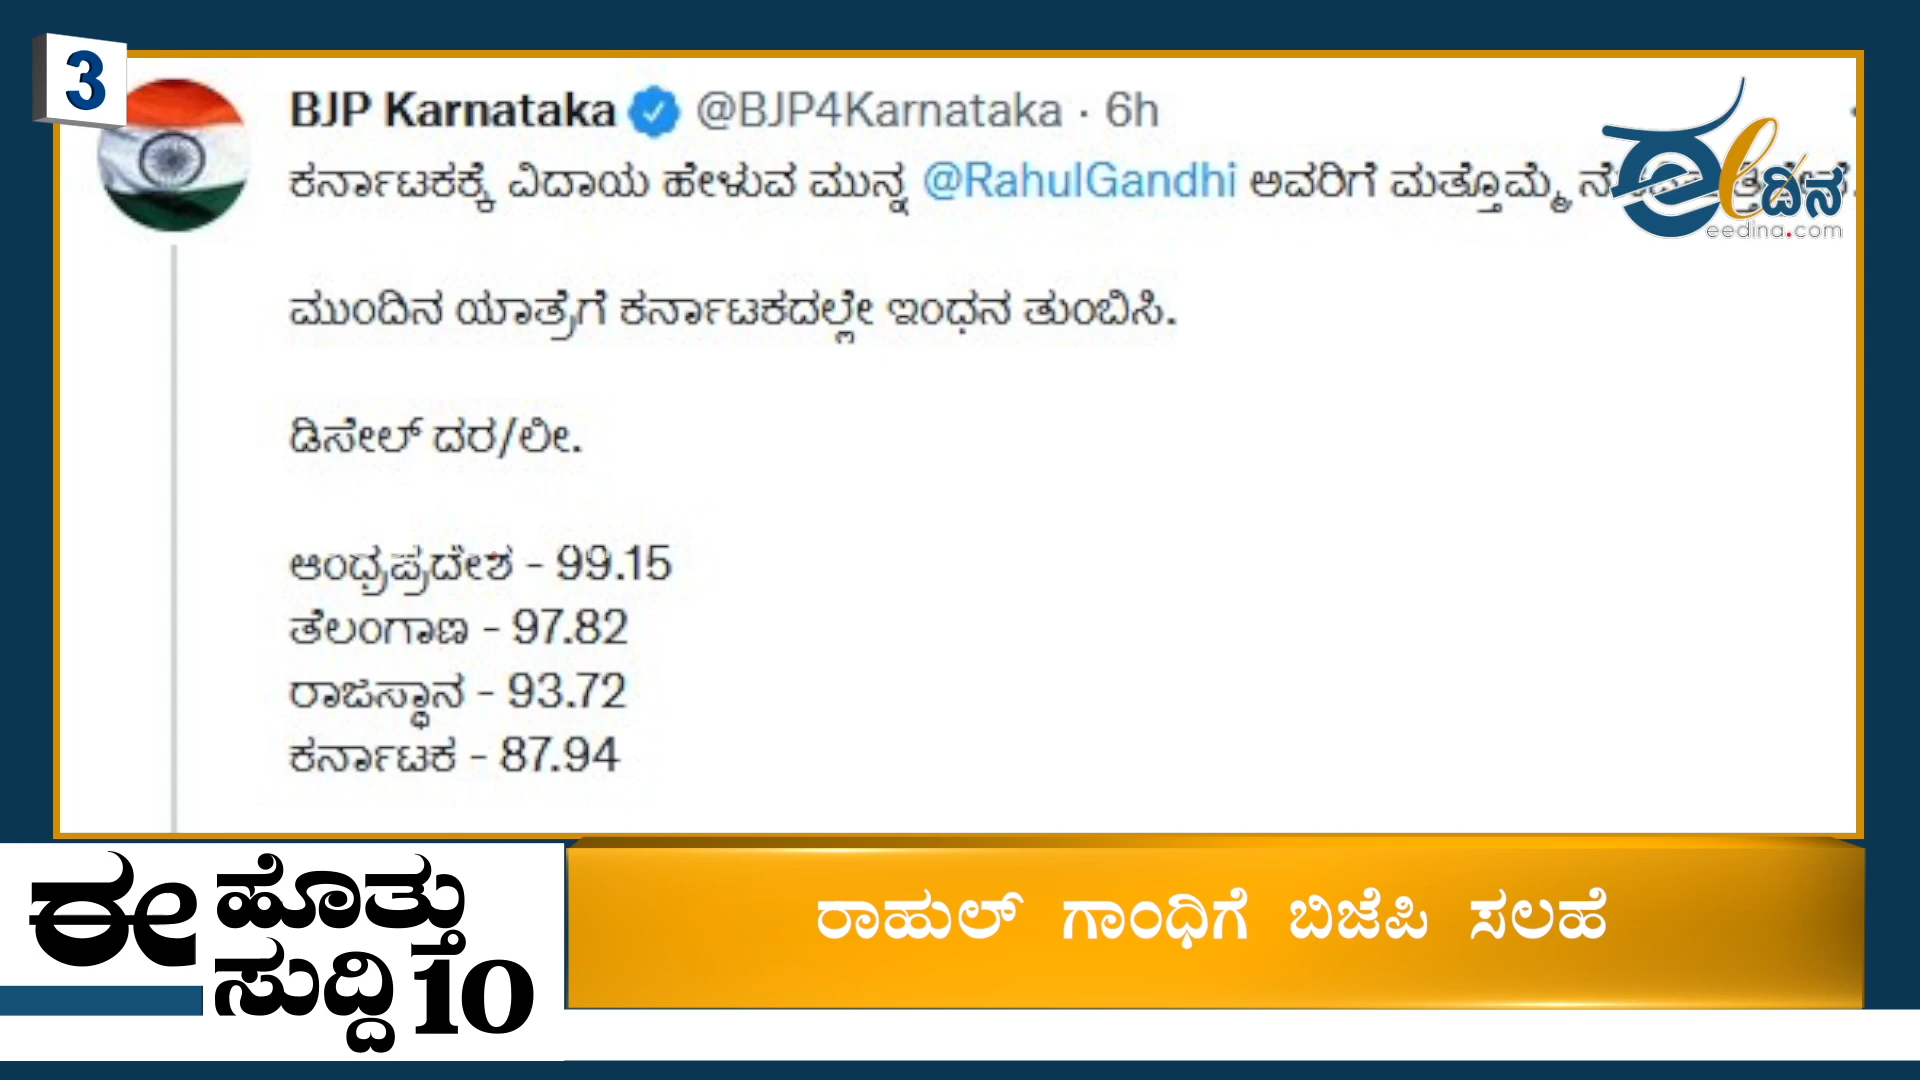 3
BJP Karnataka @BJP4Karnataka · 6h
ಕರ್ನಾಟಕಕ್ಕೆ ವಿದಾಯ ಹೇಳುವ ಮುನ್ನ @RahulGandhi ಅವರಿಗೆ ಮತ್ತೊಮ್ಮೆ
ಈ ದಿನ
eedina.com
ಮುಂದಿನ ಯಾತ್ರೆಗೆ ಕರ್ನಾಟಕದಲ್ಲೇ ಇಂಧನ ತುಂಬಿಸಿ.
ಡಿಸೇಲ್ ದರ/ಲೀ.
ಆಂಧ್ರಪ್ರದೇಶ - 99.15
ತೆಲಂಗಾಣ - 97.82
ರಾಜಸ್ಥಾನ - 93.72
ಕರ್ನಾಟಕ - 87.94
ಈ ಹೊತ್ತು
ಸುದ್ದಿ 10
ರಾಹುಲ್ ಗಾಂಧಿಗೆ ಬಿಜೆಪಿ ಸಲಹೆ